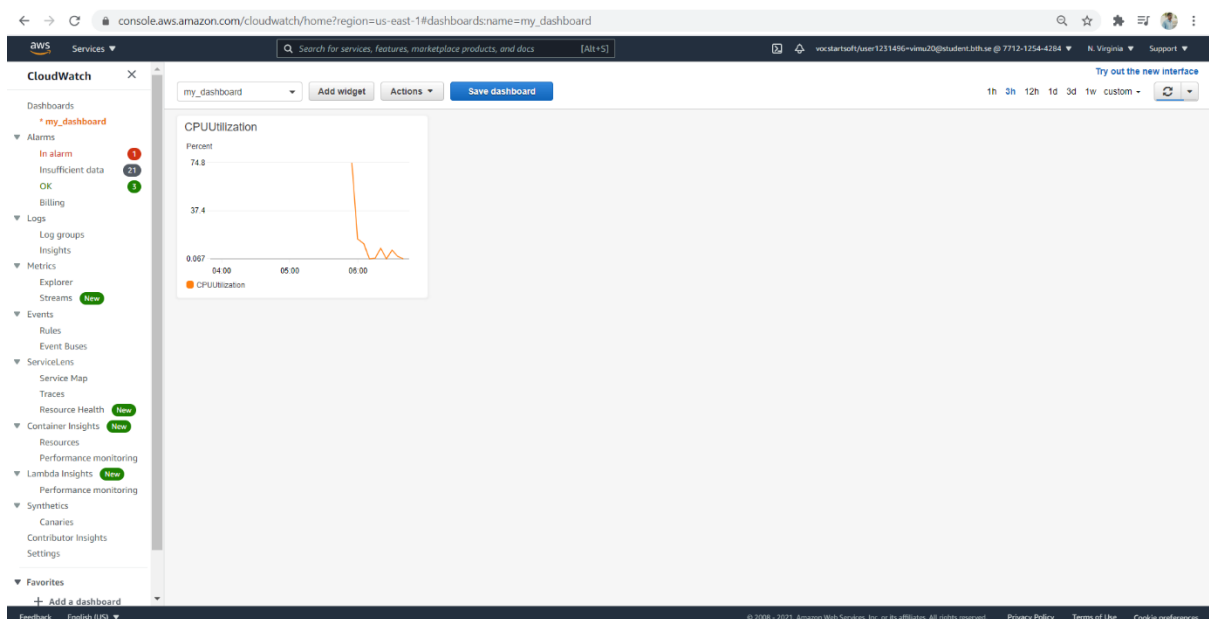 console.aws.amazon.com/cloudwatch/home?region=us-east-1#dashboards:name=my_dashboard
aws Services Search for services, features, marketplace products, and docs [Alt+S] vocstartsoft/user1231496=vimu20@student.bth.se @ 7712-1254-4284 N. Virginia Support
CloudWatch
Dashboards
* my_dashboard
Alarms
In alarm 1
Insufficient data 21
OK 3
Billing
Logs
Log groups
Insights
Metrics
Explorer
Streams New
Events
Rules
Event Buses
ServiceLens
Service Map
Traces
Resource Health New
Container Insights New
Resources
Performance monitoring
Lambda Insights New
Performance monitoring
Synthetics
Canaries
Contributor Insights
Settings
Favorites
+ Add a dashboard
Try out the new interface
my_dashboard Add widget Actions Save dashboard 1h 3h 12h 1d 3d 1w custom
CPUUtilization
Percent
74.8
37.4
0.067
04:00 05:00 06:00
CPUUtilization
Feedback English (US) © 2008 - 2021, Amazon Web Services, Inc. or its affiliates. All rights reserved. Privacy Policy Terms of Use Cookie preferences